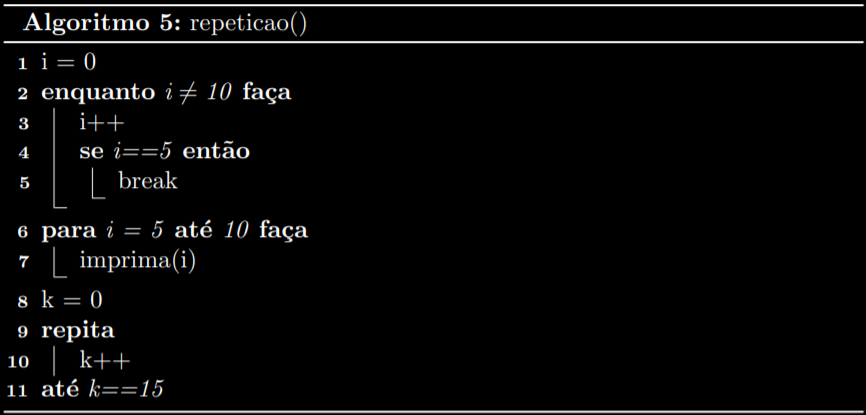 Algoritmo 5: repeticao()
1 i = 0
2 enquanto i ≠ 10 faça
3 i++
4 se i==5 então
5 break
6 para i = 5 até 10 faça
7 imprima(i)
8 k = 0
9 repita
10 k++
11 até k==15